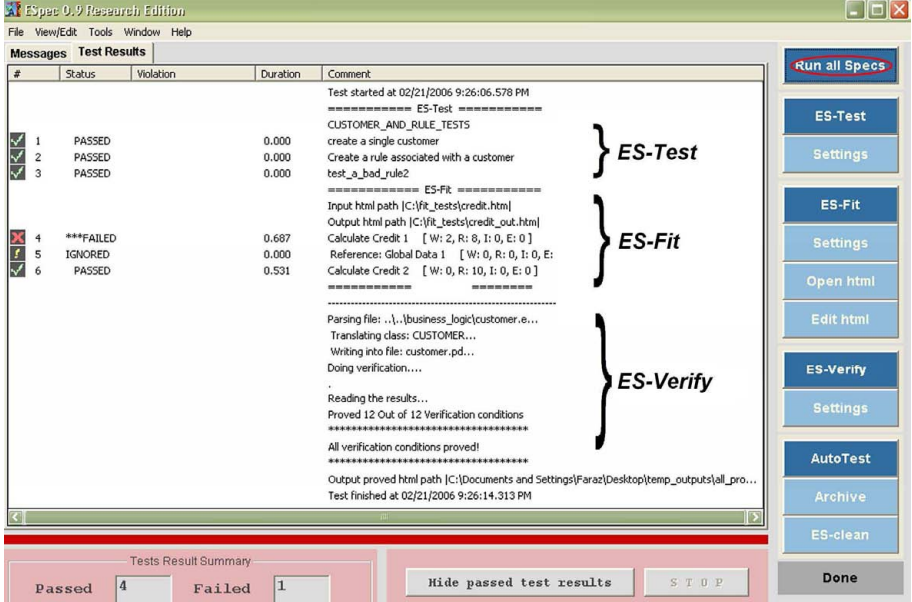 ESpec 0.9 Research Edition
File View/Edit Tools Window Help
Messages Test Results
# Status Violation Duration Comment
Test started at 02/21/2006 9:26:06.578 PM
=========== ES-Test ===========
CUSTOMER_AND_RULE_TESTS
1 PASSED 0.000 create a single customer
2 PASSED 0.000 Create a rule associated with a customer
3 PASSED 0.000 test_a_bad_rule2
ES-Test
============ ES-Fit ===========
Input html path |C:\fit_tests\credit.htm|
Output html path |C:\fit_tests\credit_out.htm|
4 ***FAILED 0.687 Calculate Credit 1 [ W: 2, R: 8, I: 0, E: 0 ]
5 IGNORED 0.000 Reference: Global Data 1 [ W: 0, R: 0, I: 0, E:
6 PASSED 0.531 Calculate Credit 2 [ W: 0, R: 10, I: 0, E: 0 ]
=========== ========
ES-Fit
--------------------------------------------------------
Parsing file: ..\..\business_logic\customer.e...
Translating class: CUSTOMER...
Writing into file: customer.pd...
Doing verification....
.
Reading the results...
Proved 12 Out of 12 Verification conditions
************************************
All verification conditions proved!
************************************
ES-Verify
Output proved html path |C:\Documents and Settings\Faraz\Desktop\temp_outputs\all_pro...
Test finished at 02/21/2006 9:26:14.313 PM
Tests Result Summary
Passed 4 Failed 1
Hide passed test results
STOP
Run all Specs
ES-Test
Settings
ES-Fit
Settings
Open html
Edit html
ES-Verify
Settings
AutoTest
Archive
ES-clean
Done